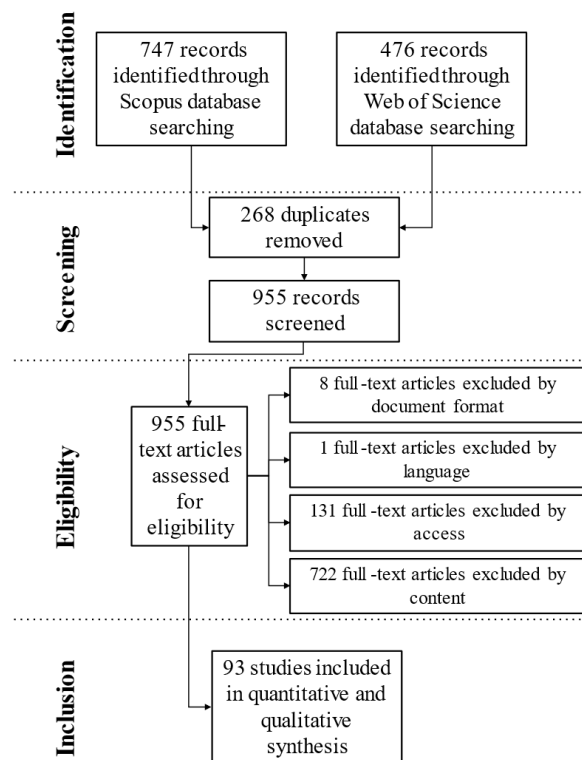 Identification
747 records
identified through
Scopus database
searching
476 records
identified through
Web of Science
database searching
Screening
268 duplicates
removed
955 records
screened
Eligibility
955 full-
text articles
assessed
for
eligibility
8 full-text articles excluded by
document format
1 full-text articles excluded by
language
131 full-text articles excluded by
access
722 full-text articles excluded by
content
Inclusion
93 studies included
in quantitative and
qualitative
synthesis